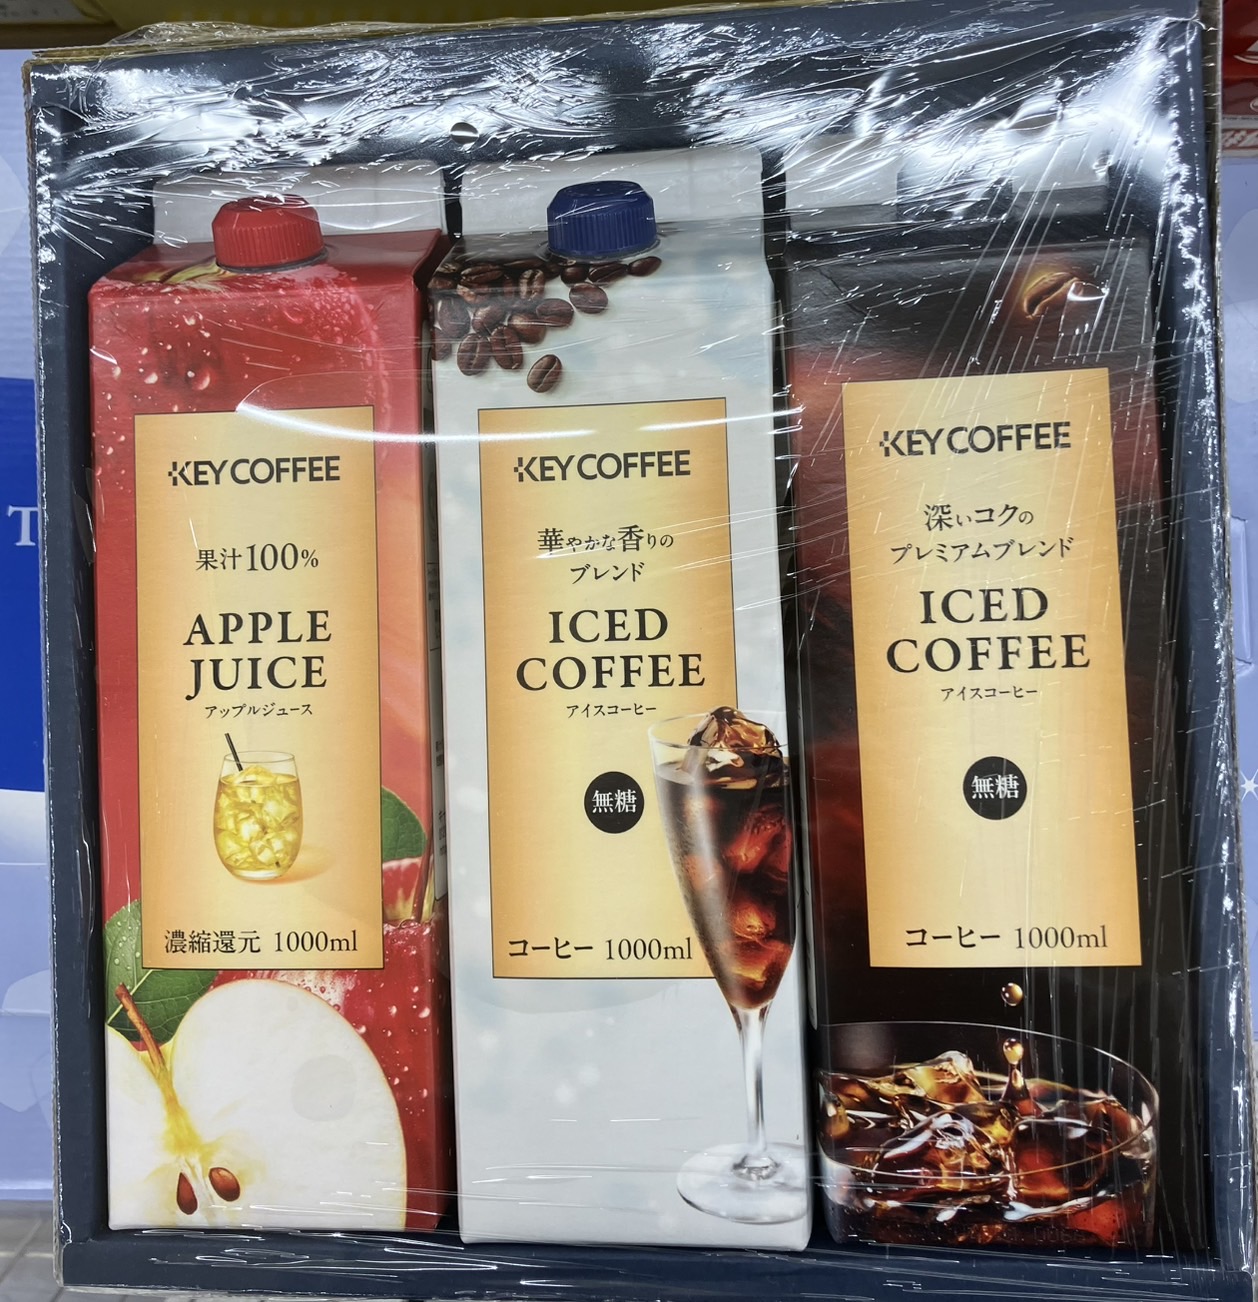 KEY COFFEE
果汁100%
APPLE
JUICE
アップルジュース
濃縮還元 1000ml
KEY COFFEE
華やかな香りの
ブレンド
ICED
COFFEE
アイスコーヒー
無糖
コーヒー 1000ml
KEY COFFEE
深いコクの
プレミアムブレンド
ICED
COFFEE
アイスコーヒー
無糖
コーヒー 1000ml